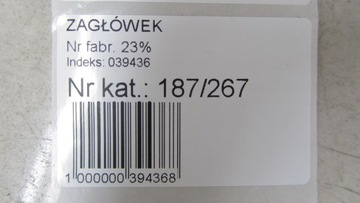 ZAGŁÓWEK
Nr fabr. 23%
Indeks: 039436
Nr kat.: 187/267
1 000000 394368